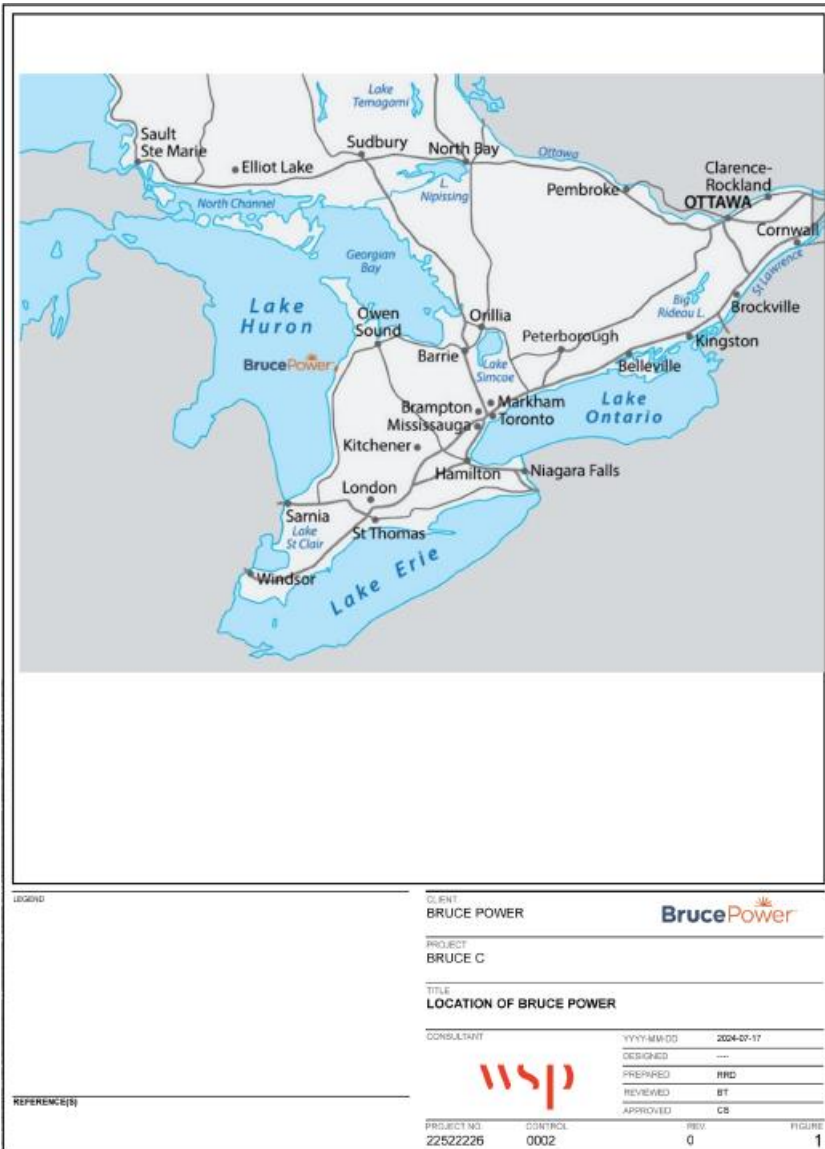 Lake
Temagami
Sault
Ste Marie
Sudbury
North Bay
Elliot Lake
Ottawa
Clarence-
Rockland
Pembroke
OTTAWA
L.
Nipissing
North Channel
Cornwall
St Lawrence
Georgian
Bay
Lake
Huron
Owen
Sound
Orillia
Big
Rideau L.
Brockville
Peterborough
Kingston
BrucePower
Barrie
Lake
Simcoe
Belleville
Brampton
Markham
Lake
Ontario
Mississauga
Toronto
Kitchener
Hamilton
Niagara Falls
London
Sarnia
Lake
St Clair
St Thomas
Windsor
Lake Erie
LEGEND
REFERENCE(S)
CLIENT
BRUCE POWER
BrucePower
PROJECT
BRUCE C
TITLE
LOCATION OF BRUCE POWER
CONSULTANT
wsp
YYYY-MM-DD 2024-07-17
DESIGNED ----
PREPARED RRD
REVIEWED BT
APPROVED CB
PROJECT NO. CONTROL REV. FIGURE
22522226 0002 0 1